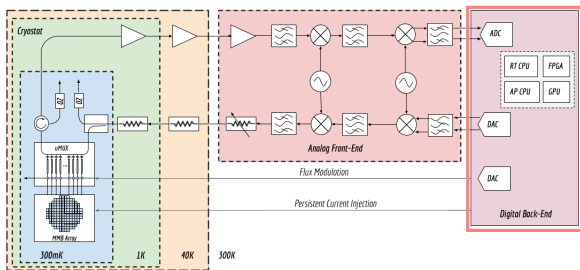 Cryostat
ADC
RT CPU
FPGA
AP CPU
GPU
DAC
Analog Front-End
μMUX
Flux Modulation
DAC
Persistent Current Injection
MMB Array
Digital Back-End
300mK
1K
40K
300K